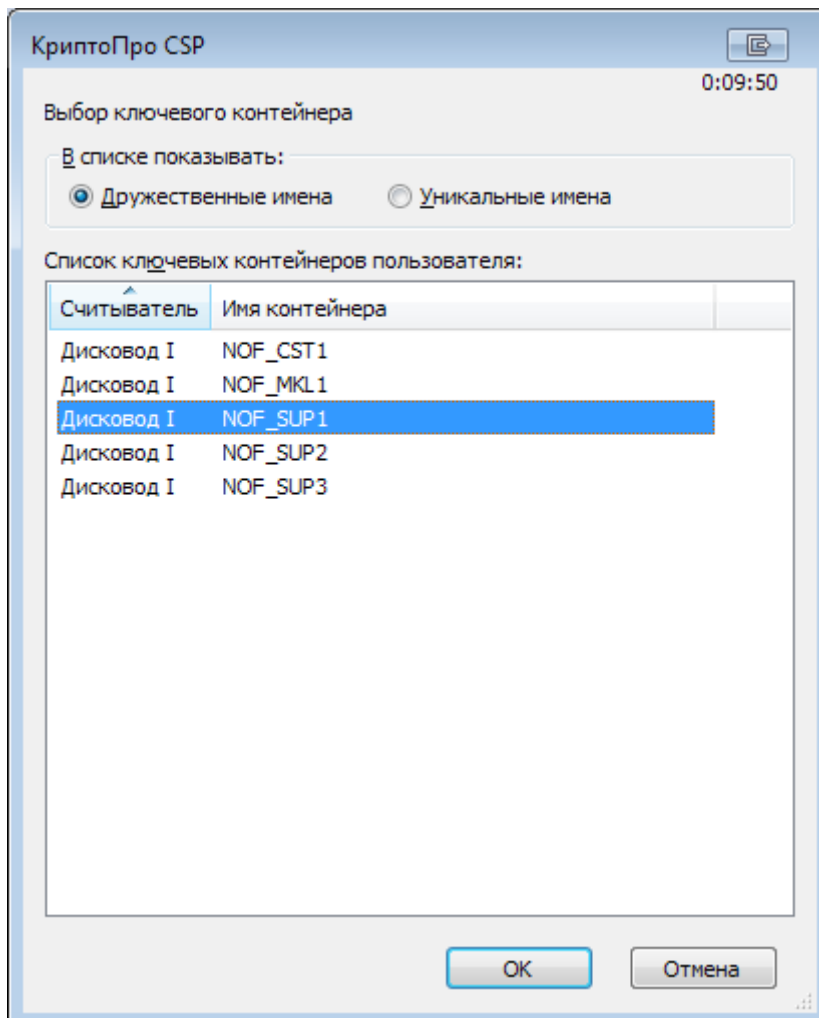 КриптоПро CSP
0:09:50
Выбор ключевого контейнера
В списке показывать:
Дружественные имена Уникальные имена
Список ключевых контейнеров пользователя:
Считыватель Имя контейнера
Дисковод I NOF_CST1
Дисковод I NOF_MKL1
Дисковод I NOF_SUP1
Дисковод I NOF_SUP2
Дисковод I NOF_SUP3
ОК Отмена